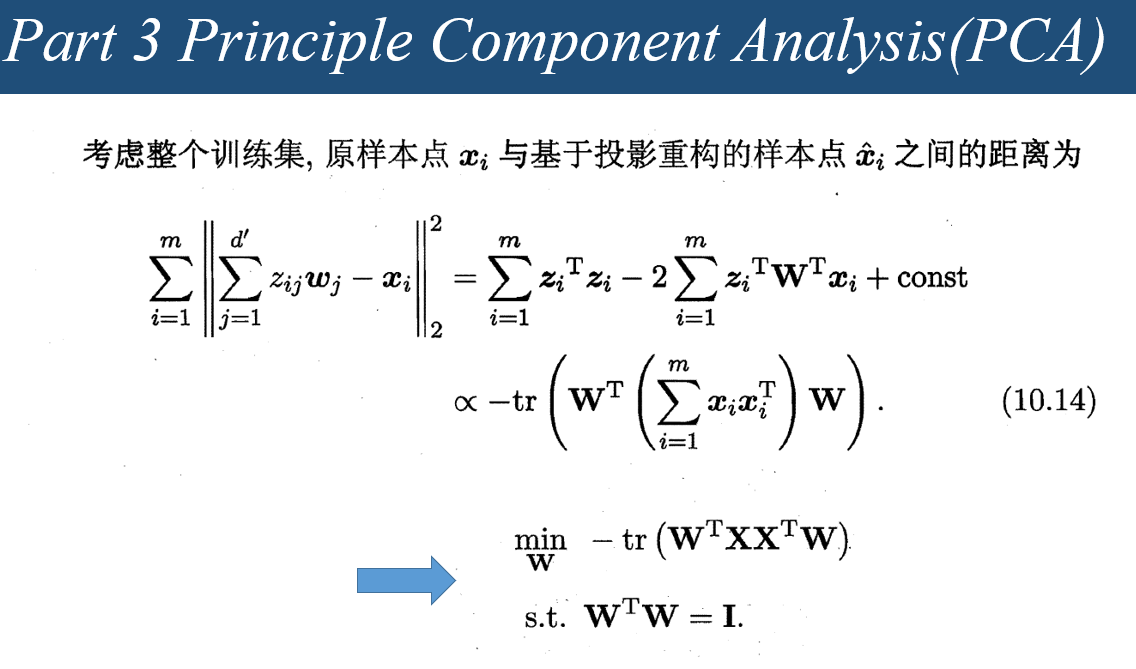 Part 3 Principle Component Analysis(PCA)
考虑整个训练集, 原样本点 $\boldsymbol{x}_i$ 与基于投影重构的样本点 $\hat{\boldsymbol{x}}_i$ 之间的距离为
$\sum_{i=1}^{m} \left\| \sum_{j=1}^{d'} z_{ij} \boldsymbol{w}_j - \boldsymbol{x}_i \right\|_2^2 = \sum_{i=1}^{m} \boldsymbol{z}_i^{\mathrm{T}} \boldsymbol{z}_i - 2 \sum_{i=1}^{m} \boldsymbol{z}_i^{\mathrm{T}} \mathbf{W}^{\mathrm{T}} \boldsymbol{x}_i + \mathrm{const}$
$\propto -\mathrm{tr} \left( \mathbf{W}^{\mathrm{T}} \left( \sum_{i=1}^{m} \boldsymbol{x}_i \boldsymbol{x}_i^{\mathrm{T}} \right) \mathbf{W} \right).$ (10.14)
$\min_{\mathbf{W}} \ -\mathrm{tr} \left( \mathbf{W}^{\mathrm{T}} \mathbf{X} \mathbf{X}^{\mathrm{T}} \mathbf{W} \right)$
s.t. $\mathbf{W}^{\mathrm{T}} \mathbf{W} = \mathbf{I}.$